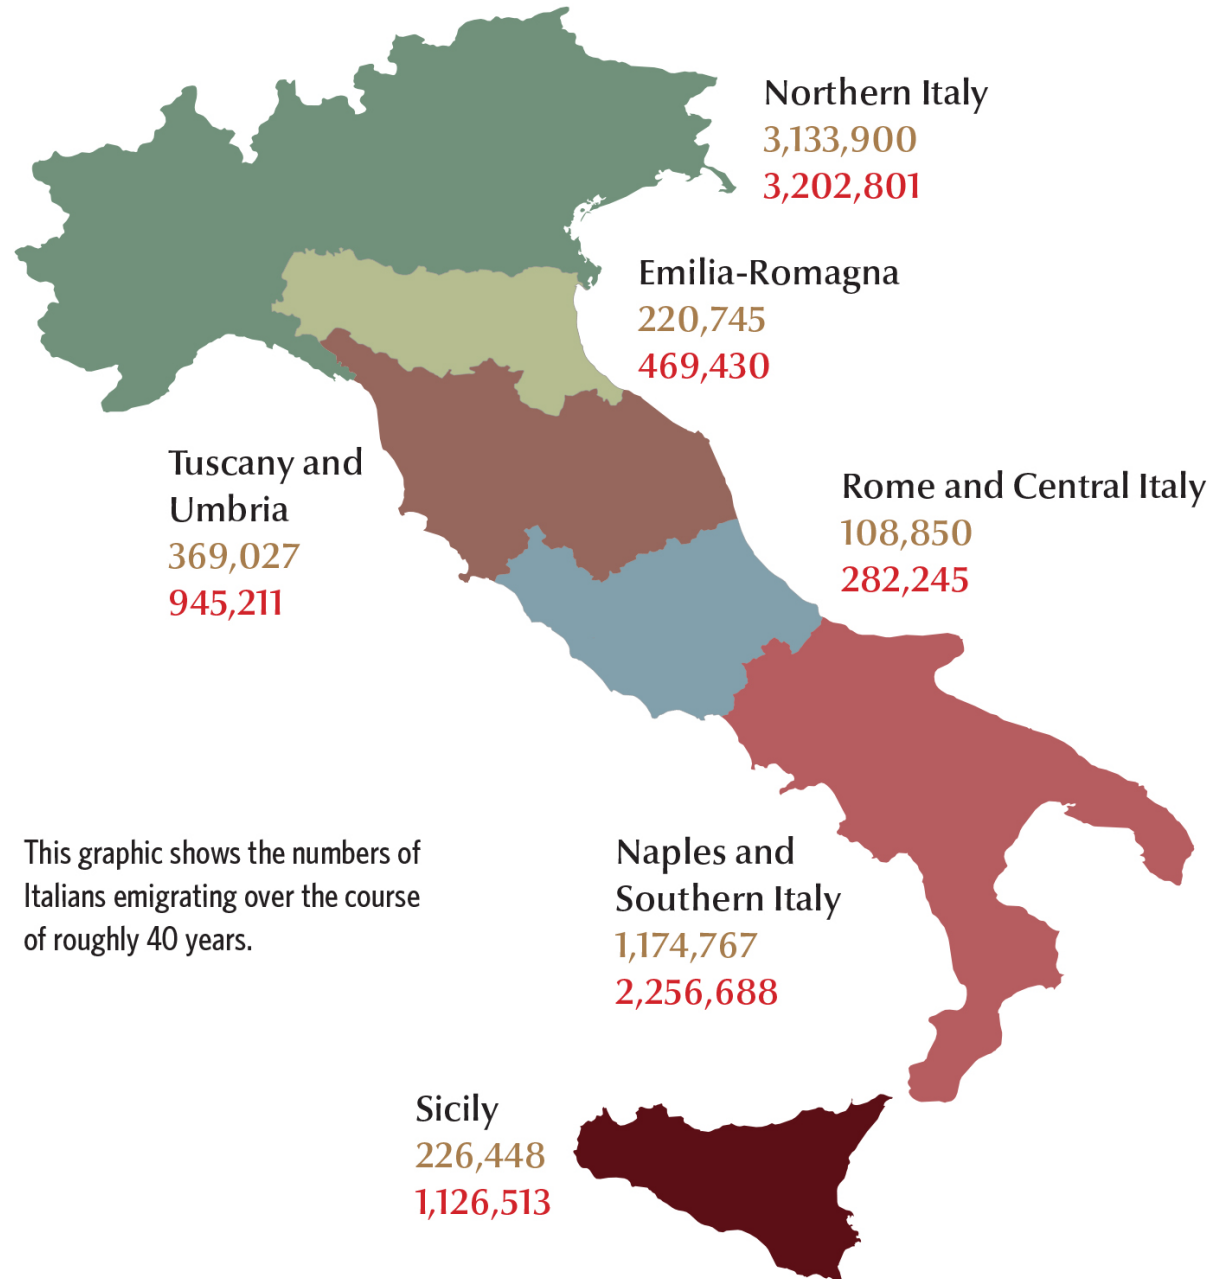 Northern Italy
3,133,900
3,202,801
Emilia-Romagna
220,745
469,430
Tuscany and
Umbria
369,027
945,211
Rome and Central Italy
108,850
282,245
This graphic shows the numbers of
Italians emigrating over the course
of roughly 40 years.
Naples and
Southern Italy
1,174,767
2,256,688
Sicily
226,448
1,126,513